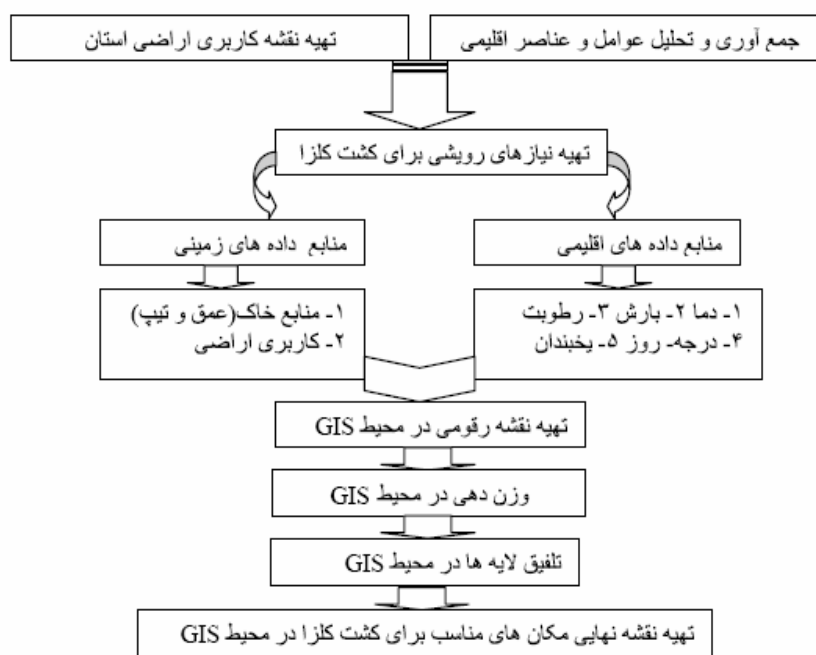 جمع آوری و تحلیل عوامل و عناصر اقلیمی
تهیه نقشه کاربری اراضی استان
تهیه نیازهای رویشی برای کشت کلزا
منابع داده های اقلیمی
منابع داده های زمینی
۱- دما ۲- بارش ۳- رطوبت
۴- درجه- روز ۵- یخبندان
۱- منابع خاک(عمق و تیپ)
۲- کاربری اراضی
تهیه نقشه رقومی در محیط GIS
وزن دهی در محیط GIS
تلفیق لایه ها در محیط GIS
تهیه نقشه نهایی مکان های مناسب برای کشت کلزا در محیط GIS